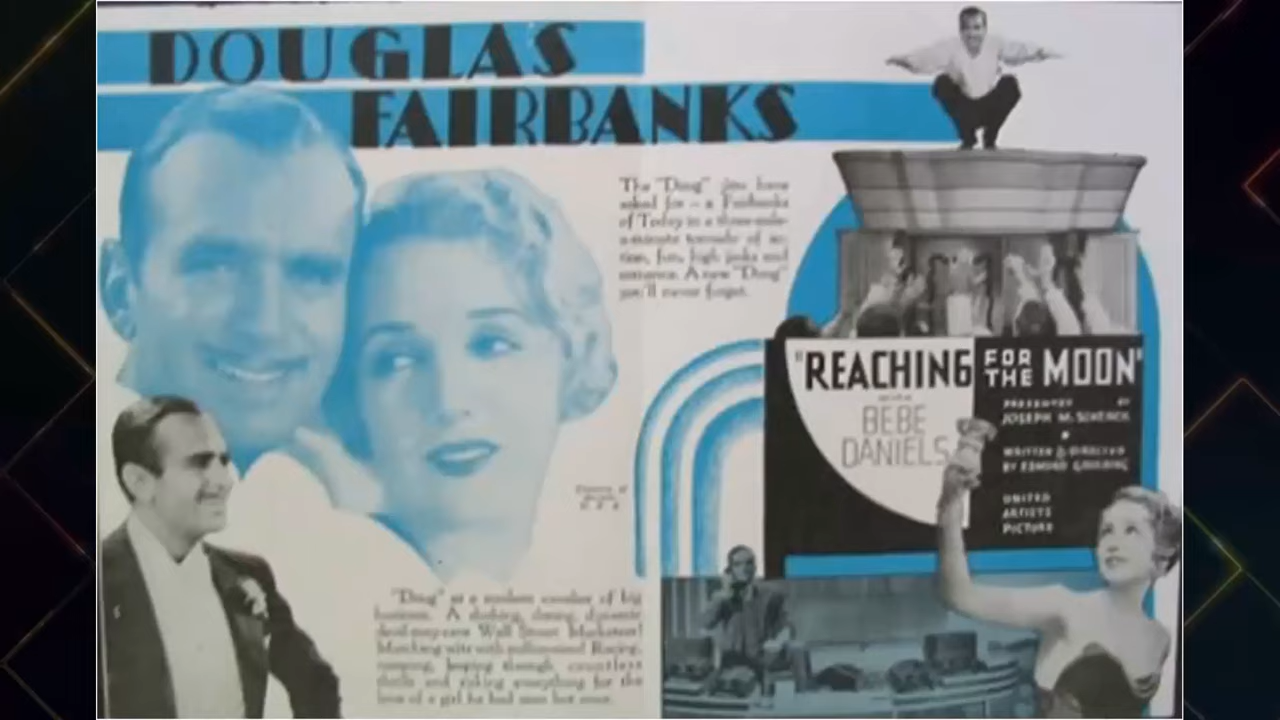 DOUGLAS
FAIRBANKS
The "Doug" you have
asked for — a Fairbanks
of Today in a three-mile-
a-minute tornado of ac-
tion, fun, high jinks and
romance. A new "Doug"
you'll never forget.
"REACHING FOR THE MOON"
WITH
BEBE
DANIELS
PRESENTED BY
JOSEPH M. SCHENCK
WRITTEN & DIRECTED
BY EDMUND GOULDING
UNITED
ARTISTS
PICTURE
"Doug" as a modern of big
business. A dashing, dynamic
devil-may-care Wall Street Marketeer!
Matching wits with millionaires! Racing,
romping, leaping through countless
thrills and risking everything for the
love of a girl he had seen but once.